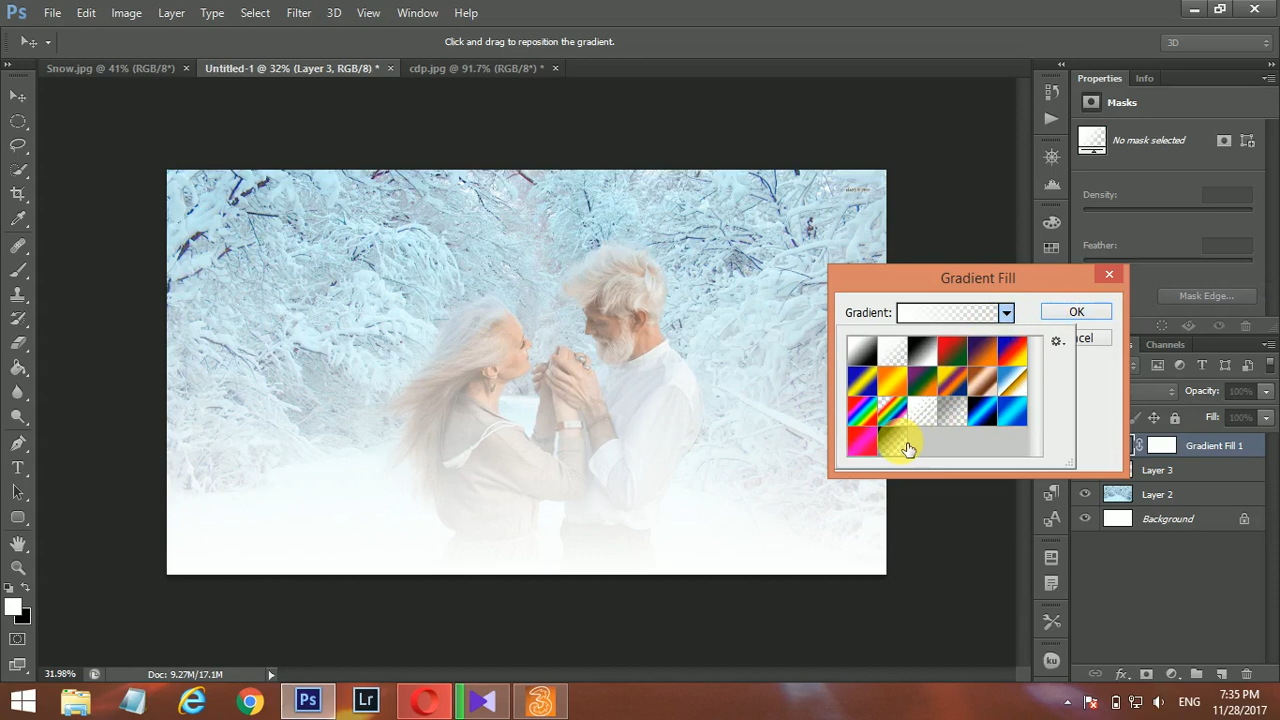 Ps File Edit Image Layer Type Select Filter 3D View Window Help
Click and drag to reposition the gradient.
3D
Snow.jpg @ 41% (RGB/8*) × Untitled-1 @ 32% (Layer 3, RGB/8) * × cdp.jpg @ 91.7% (RGB/8*) * ×
Properties Info
Masks
No mask selected
Density:
Feather:
Mask Edge...
Gradient Fill
Gradient:
OK
cel
Channels
Opacity: 100%
Fill: 100%
Gradient Fill 1
Layer 3
Layer 2
Background
ku
31.98% Doc: 9.27M/17.1M
fx
Ps Lr
ENG
7:35 PM
11/28/2017